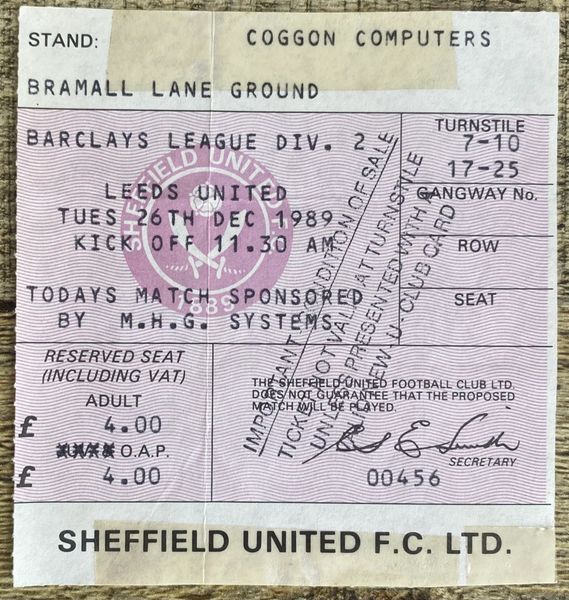 STAND: COGGON COMPUTERS
BRAMALL LANE GROUND
BARCLAYS LEAGUE DIV. 2
TURNSTILE
7-10
17-25
LEEDS UNITED
GANGWAY No.
TUES 26TH DEC 1989
KICK OFF 11.30 AM
ROW
SEAT
TODAYS MATCH SPONSORED
BY M.H.G. SYSTEMS
SHEFFIELD UNITED F.C.
1889
IMPORTANT CONDITION OF SALE
TICKET NOT VALID AT TURNSTILE
UNLESS PRESENTED WITH A
VIEW-U CLUB CARD
RESERVED SEAT
(INCLUDING VAT)
ADULT
£ 4.00
O.A.P.
£ 4.00
THE SHEFFIELD UNITED FOOTBALL CLUB LTD.
DOES NOT GUARANTEE THAT THE PROPOSED
MATCH WILL BE PLAYED.
SECRETARY
00456
SHEFFIELD UNITED F.C. LTD.